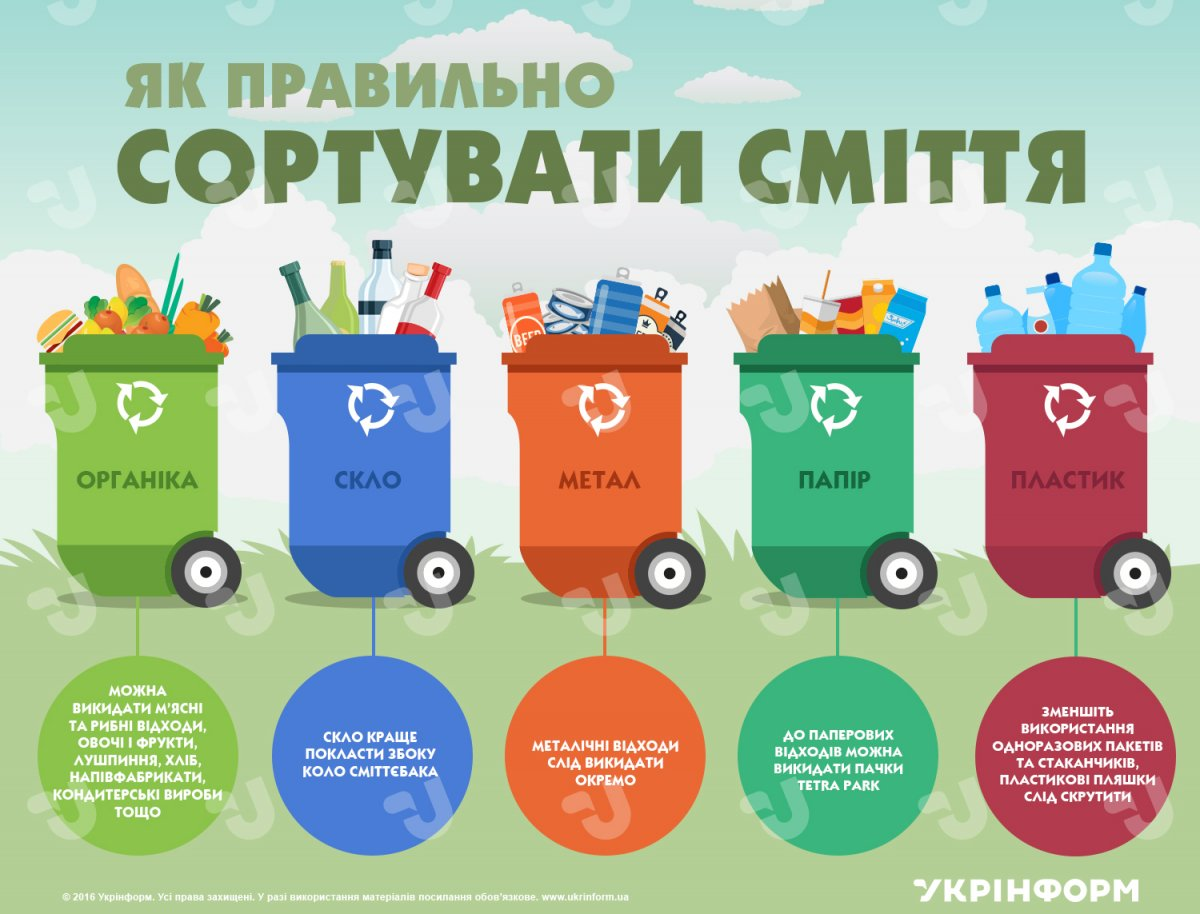 ЯК ПРАВИЛЬНО
СОРТУВАТИ СМІТТЯ
BEER
ОРГАНІКА
СКЛО
МЕТАЛ
ПАПІР
ПЛАСТИК
МОЖНА
ВИКИДАТИ М'ЯСНІ
ТА РИБНІ ВІДХОДИ,
ОВОЧІ І ФРУКТИ,
ЛУШПИННЯ, ХЛІБ,
НАПІВФАБРИКАТИ,
КОНДИТЕРСЬКІ ВИРОБИ
ТОЩО
СКЛО КРАЩЕ
ПОКЛАСТИ ЗБОКУ
КОЛО СМІТТЄБАКА
МЕТАЛІЧНІ ВІДХОДИ
СЛІД ВИКИДАТИ
ОКРЕМО
ДО ПАПЕРОВИХ
ВІДХОДІВ МОЖНА
ВИКИДАТИ ПАЧКИ
TETRA PARK
ЗМЕНШІТЬ
ВИКОРИСТАННЯ
ОДНОРАЗОВИХ ПАКЕТІВ
ТА СТАКАНЧИКІВ,
ПЛАСТИКОВІ ПЛЯШКИ
СЛІД СКРУТИТИ
© 2016 Укрінформ. Усі права захищені. У разі використання матеріалів посилання обов'язкове. www.ukrinform.ua
УКРІНФОРМ